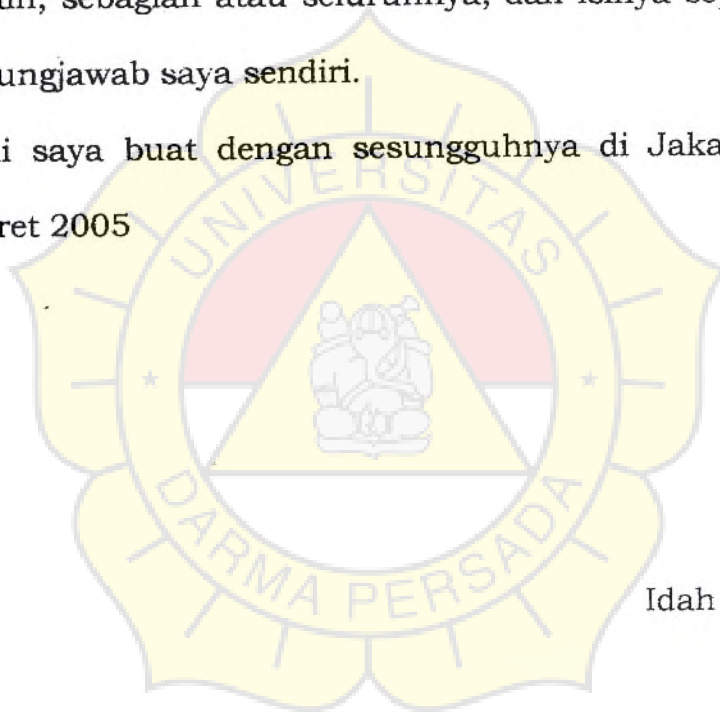 sebagian atau seluruhnya, dan isinya
ungjawab saya sendiri.
i saya buat dengan sesungguhnya di Jaka
ret 2005
UNIVERSITAS
DARMA PERSADA
Idah